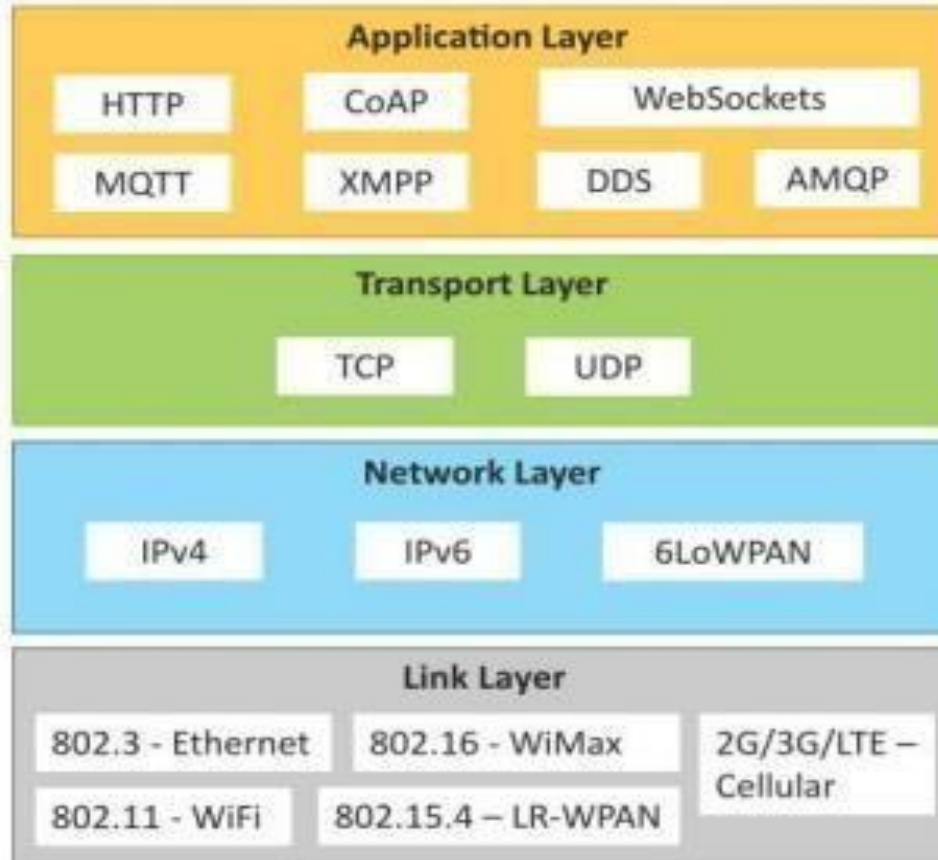 Application Layer
HTTP
CoAP
WebSockets
MQTT
XMPP
DDS
AMQP
Transport Layer
TCP
UDP
Network Layer
IPv4
IPv6
6LoWPAN
Link Layer
802.3 - Ethernet
802.16 - WiMax
2G/3G/LTE –
Cellular
802.11 - WiFi
802.15.4 – LR-WPAN